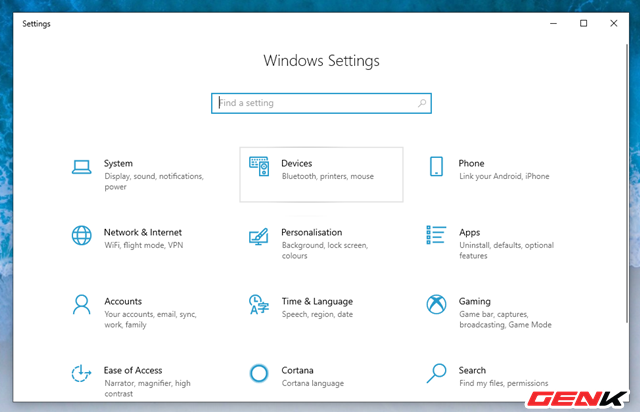 Settings
Windows Settings
Find a setting
System
Display, sound, notifications,
power
Devices
Bluetooth, printers, mouse
Phone
Link your Android, iPhone
Network & Internet
WiFi, flight mode, VPN
Personalisation
Background, lock screen,
colours
Apps
Uninstall, defaults, optional
features
Accounts
Your accounts, email, sync,
work, family
Time & Language
Speech, region, date
Gaming
Game bar, captures,
broadcasting, Game Mode
Ease of Access
Narrator, magnifier, high
contrast
Cortana
Cortana language
Search
Find my files, permissions
GENK